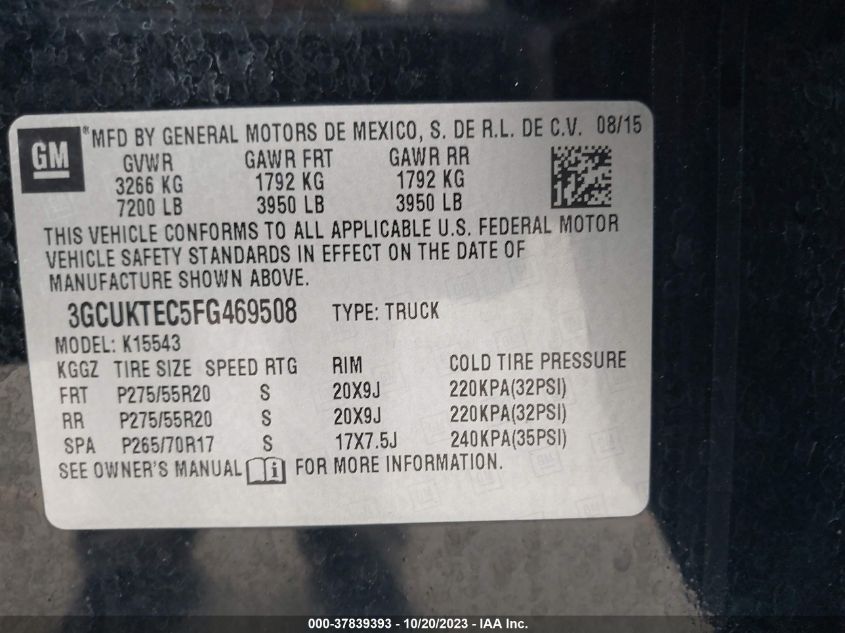 GM ® MFD BY GENERAL MOTORS DE MEXICO, S. DE R.L. DE C.V. 08/15
GVWR GAWR FRT GAWR RR
3266 KG 1792 KG 1792 KG
7200 LB 3950 LB 3950 LB
THIS VEHICLE CONFORMS TO ALL APPLICABLE U.S. FEDERAL MOTOR
VEHICLE SAFETY STANDARDS IN EFFECT ON THE DATE OF
MANUFACTURE SHOWN ABOVE.
3GCUKTEC5FG469508 TYPE: TRUCK
MODEL: K15543
KGGZ TIRE SIZE SPEED RTG RIM COLD TIRE PRESSURE
FRT P275/55R20 S 20X9J 220KPA(32PSI)
RR P275/55R20 S 20X9J 220KPA(32PSI)
SPA P265/70R17 S 17X7.5J 240KPA(35PSI)
SEE OWNER'S MANUAL i FOR MORE INFORMATION.
000-37839393 - 10/20/2023 - IAA Inc.